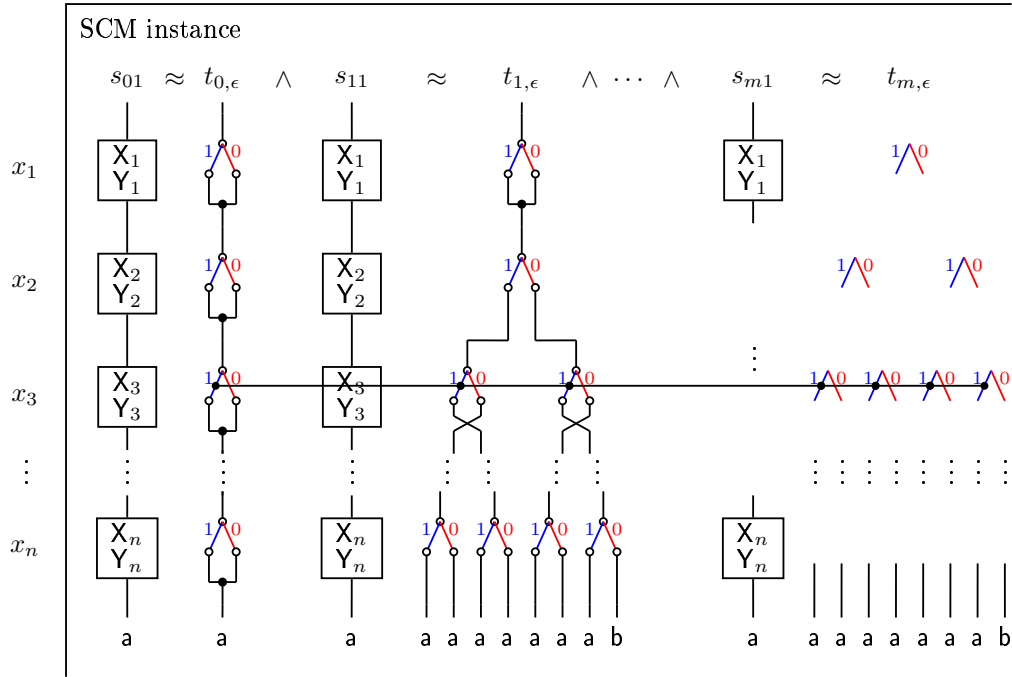 SCM instance
s₀₁ ≈ t₀,ϵ ∧ s₁₁ ≈ t₁,ϵ ∧ ⋯ ∧ sₘ₁ ≈ tₘ,ϵ
x₁ X₁ 1 0 X₁ 1 0 X₁ 1 0
Y₁ Y₁ Y₁
x₂ X₂ 1 0 X₂ 1 0 1 0 1 0
Y₂ Y₂
⋮
x₃ X₃ 1 0 X₃ 1 0 1 0 1 0 1 0 1 0 1 0
Y₃ Y₃
⋮ ⋮ ⋮ ⋮ ⋮ ⋮ ⋮ ⋮ ⋮ ⋮ ⋮ ⋮ ⋮ ⋮ ⋮ ⋮
xₙ Xₙ 1 0 Xₙ 1 0 1 0 1 0 1 0 Xₙ
Yₙ Yₙ Yₙ
a a a a a a a a a a b a a a a a a a a b